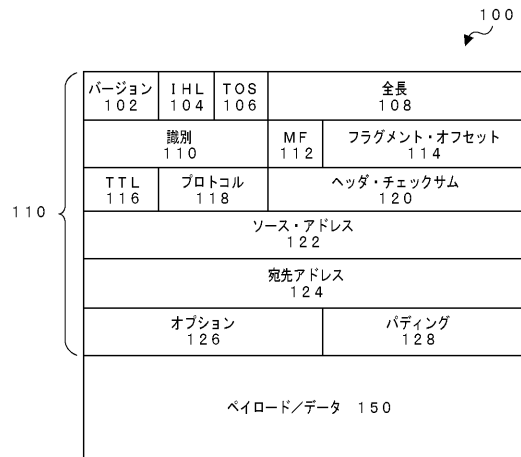 100
バージョン IHL TOS 全長
102 104 106 108
識別 MF フラグメント・オフセット
110 112 114
TTL プロトコル ヘッダ・チェックサム
116 118 120
110
ソース・アドレス
122
宛先アドレス
124
オプション パディング
126 128
ペイロード／データ 150